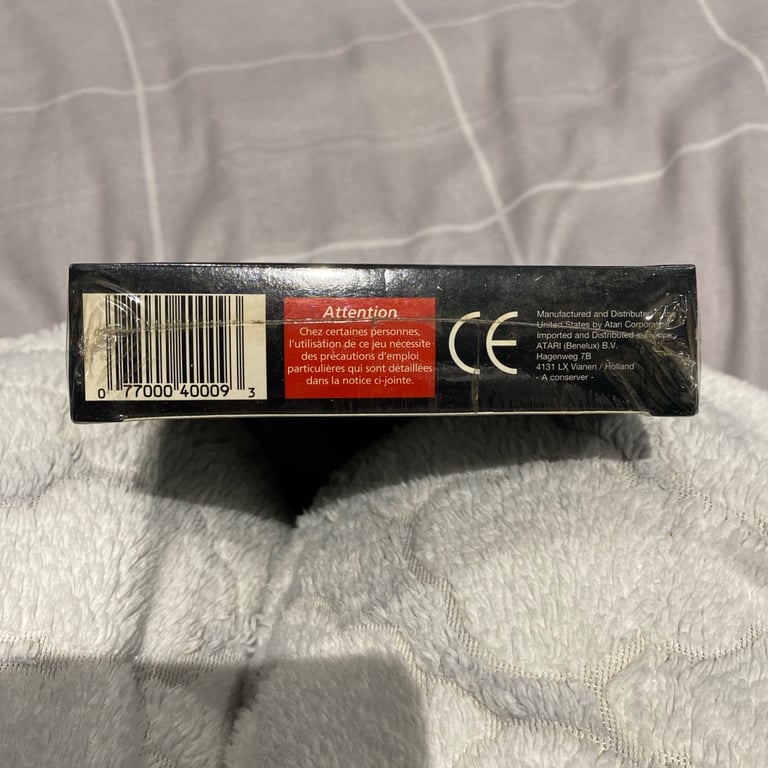 0 77000 40009 3
Attention
Chez certaines personnes,
l'utilisation de ce jeu nécessite
des précautions d'emploi
particulières qui sont détaillées
dans la notice ci-jointe.
CE
Manufactured and Distributed
United States by Atari Corporation
Imported and Distributed in
ATARI (Benelux) B.V.
Hagenweg 7B
4131 LX Vianen / Holland
- A conserver -